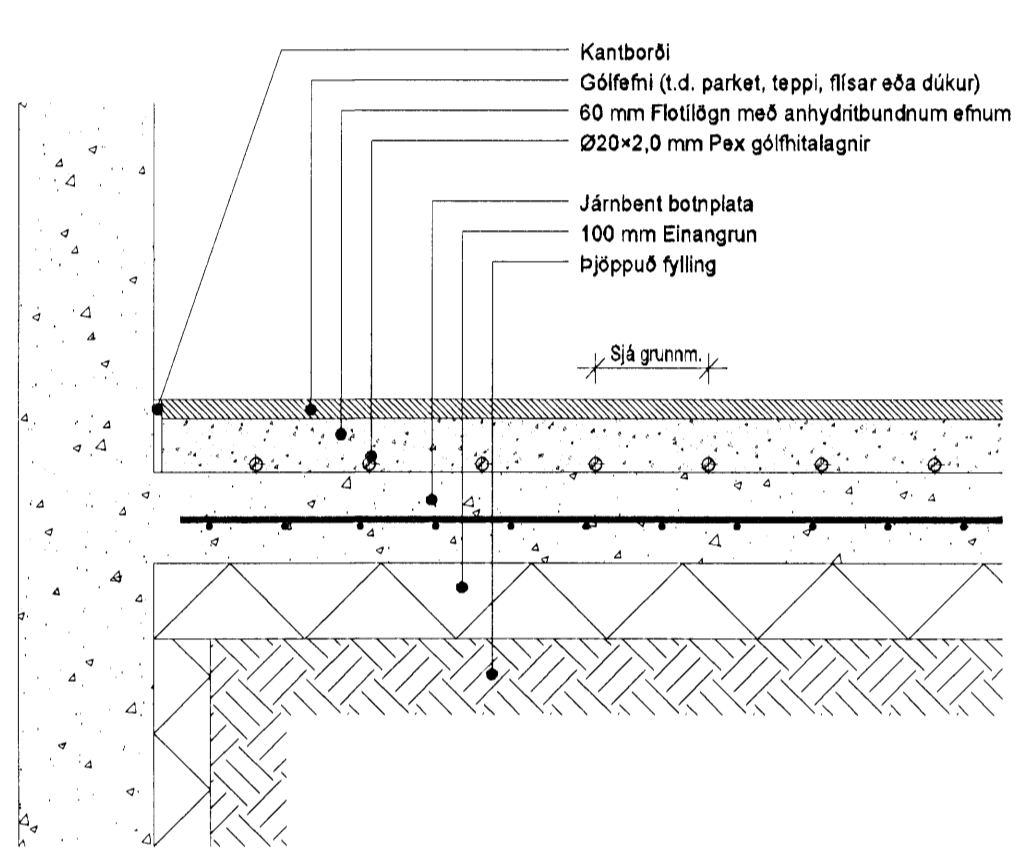 Kantborði
Gólfefni (t.d. parket, teppi, flísar eða dúkur)
60 mm Flotílögn með anhydritbundnum efnum
Ø20×2,0 mm Pex gólfhitalagnir
Járnbent botnplata
100 mm Einangrun
Þjöppuð fylling
Sjá grunnm.